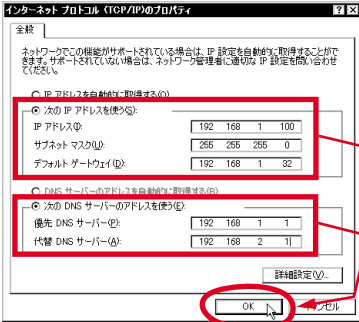 インターネット プロトコル (TCP/IP)のプロパティ
全般
ネットワークでこの機能がサポートされている場合は、IP 設定を自動的に取得することがで
きます。サポートされていない場合は、ネットワーク管理者に適切な IP 設定を問い合わせ
てください。
IP アドレスを自動的に取得する(O)
次の IP アドレスを使う(S):
IP アドレス(I): 192 168 1 100
サブネット マスク(U): 255 255 255 0
デフォルト ゲートウェイ(D): 192 168 1 32
DNS サーバーのアドレスを自動的に取得する(B)
次の DNS サーバーのアドレスを使う(E):
優先 DNS サーバー(P): 192 168 1 1
代替 DNS サーバー(A): 192 168 2 1
詳細設定(V)...
OK
キャンセル